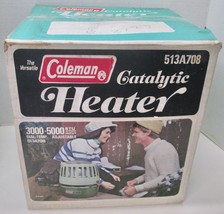 The
Versatile
Coleman
513A708
Catalytic
Heater
3000-5000